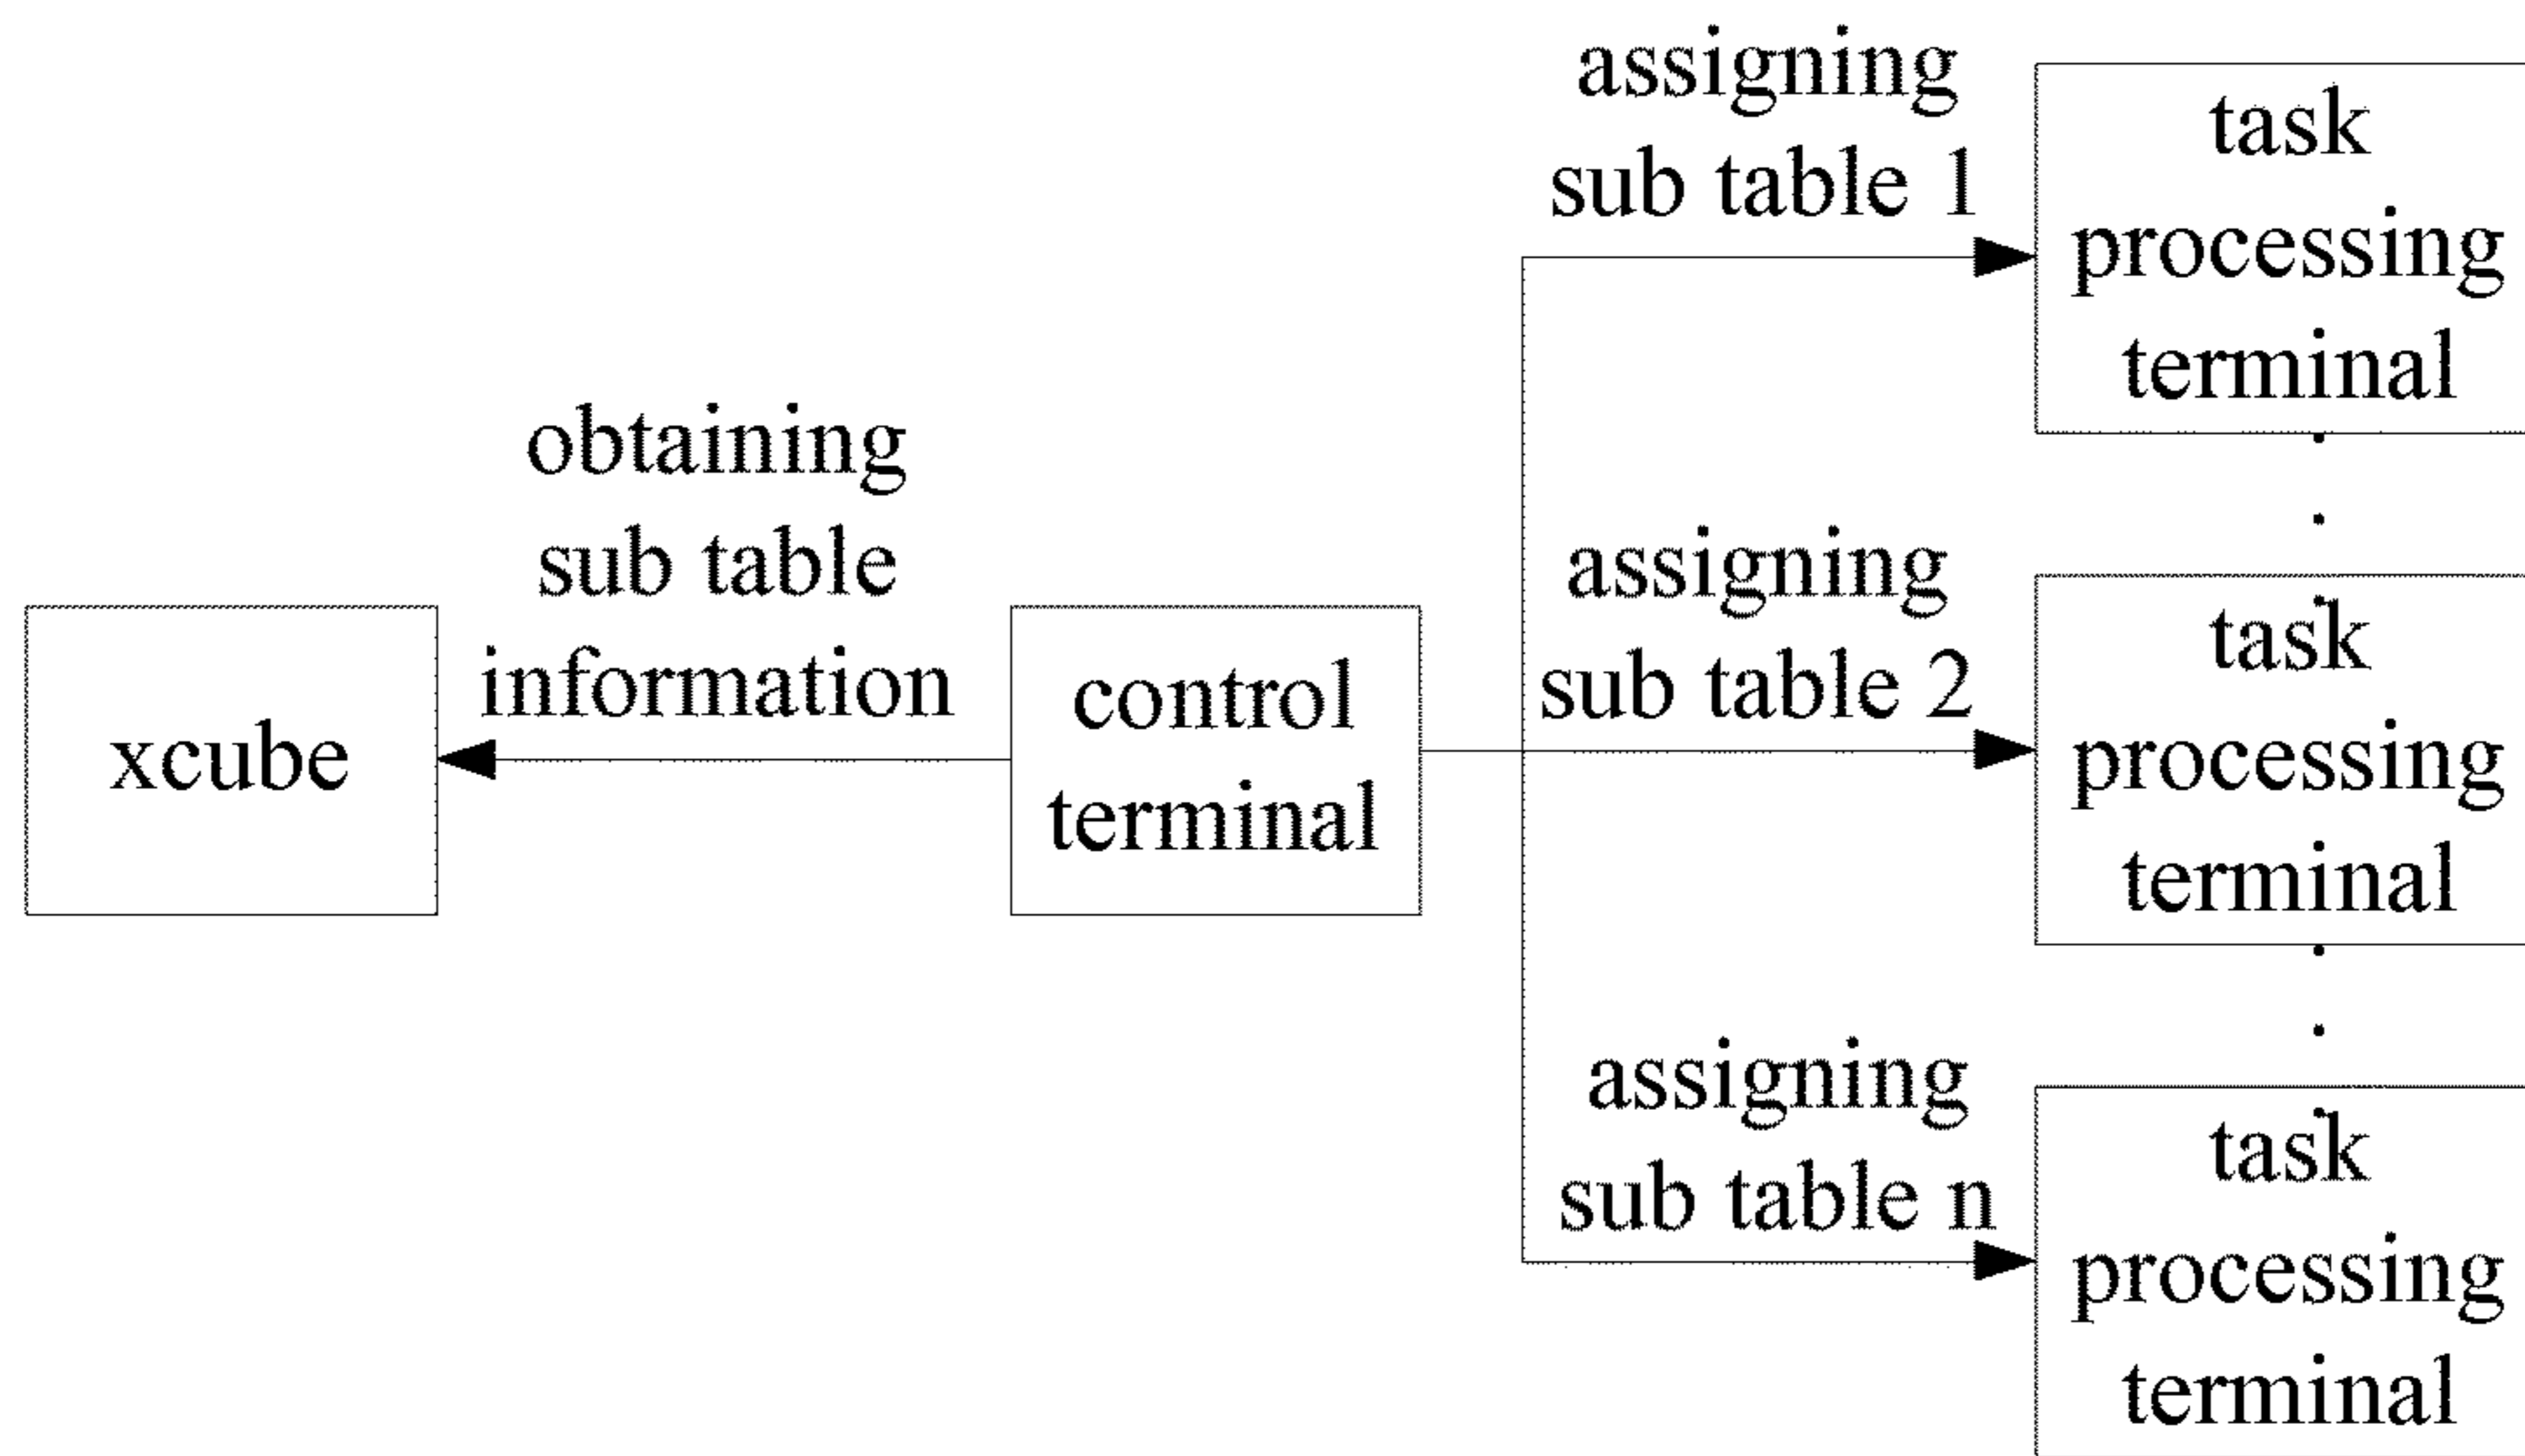 xcube
obtaining
sub table
information
control
terminal
assigning
sub table 1
task
processing
terminal
assigning
sub table 2
task
processing
terminal
assigning
sub table n
task
processing
terminal